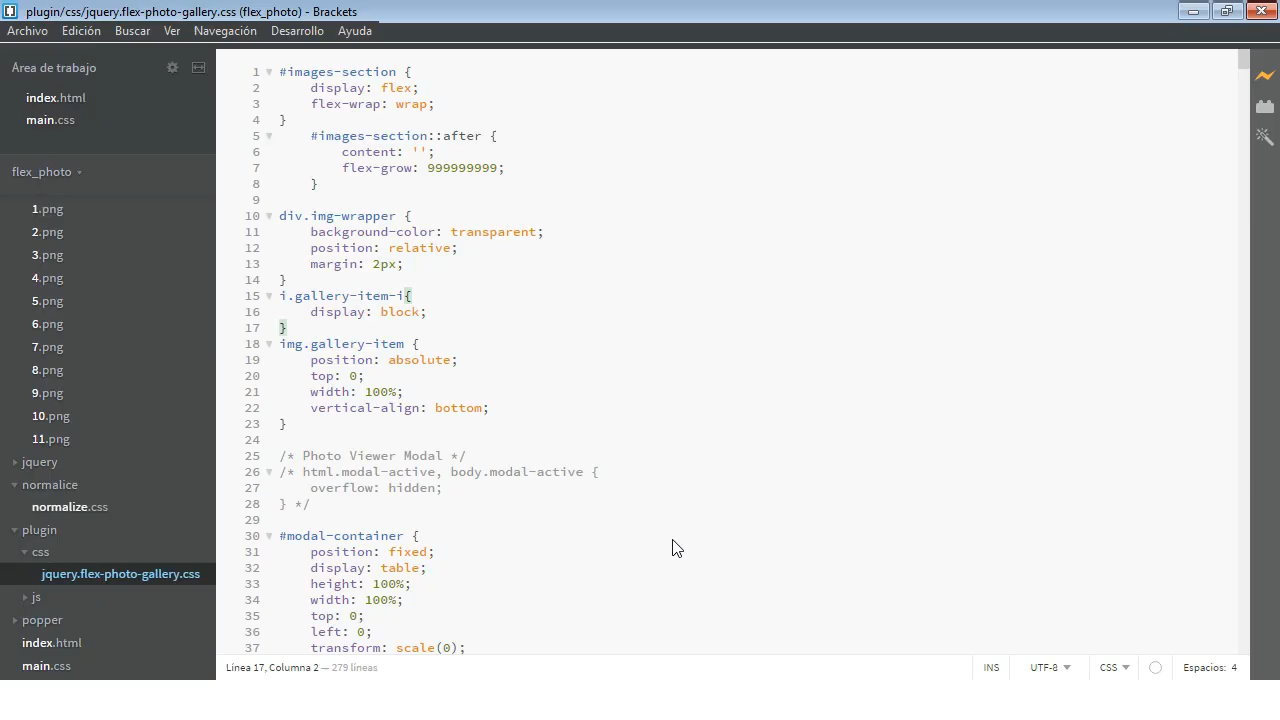 plugin/css/jquery.flex-photo-gallery.css (flex_photo) - Brackets
Archivo Edición Buscar Ver Navegación Desarrollo Ayuda
Área de trabajo
index.html
main.css
flex_photo
1.png
2.png
3.png
4.png
5.png
6.png
7.png
8.png
9.png
10.png
11.png
jquery
normalice
normalize.css
plugin
css
jquery.flex-photo-gallery.css
js
popper
index.html
main.css
1 #images-section {
2 display: flex;
3 flex-wrap: wrap;
4 }
5 #images-section::after {
6 content: '';
7 flex-grow: 999999999;
8 }
9
10 div.img-wrapper {
11 background-color: transparent;
12 position: relative;
13 margin: 2px;
14 }
15 i.gallery-item-i{
16 display: block;
17 }
18 img.gallery-item {
19 position: absolute;
20 top: 0;
21 width: 100%;
22 vertical-align: bottom;
23 }
24
25 /* Photo Viewer Modal */
26 /* html.modal-active, body.modal-active {
27 overflow: hidden;
28 } */
29
30 #modal-container {
31 position: fixed;
32 display: table;
33 height: 100%;
34 width: 100%;
35 top: 0;
36 left: 0;
37 transform: scale(0);
Línea 17, Columna 2 — 279 líneas INS UTF-8 CSS Espacios: 4